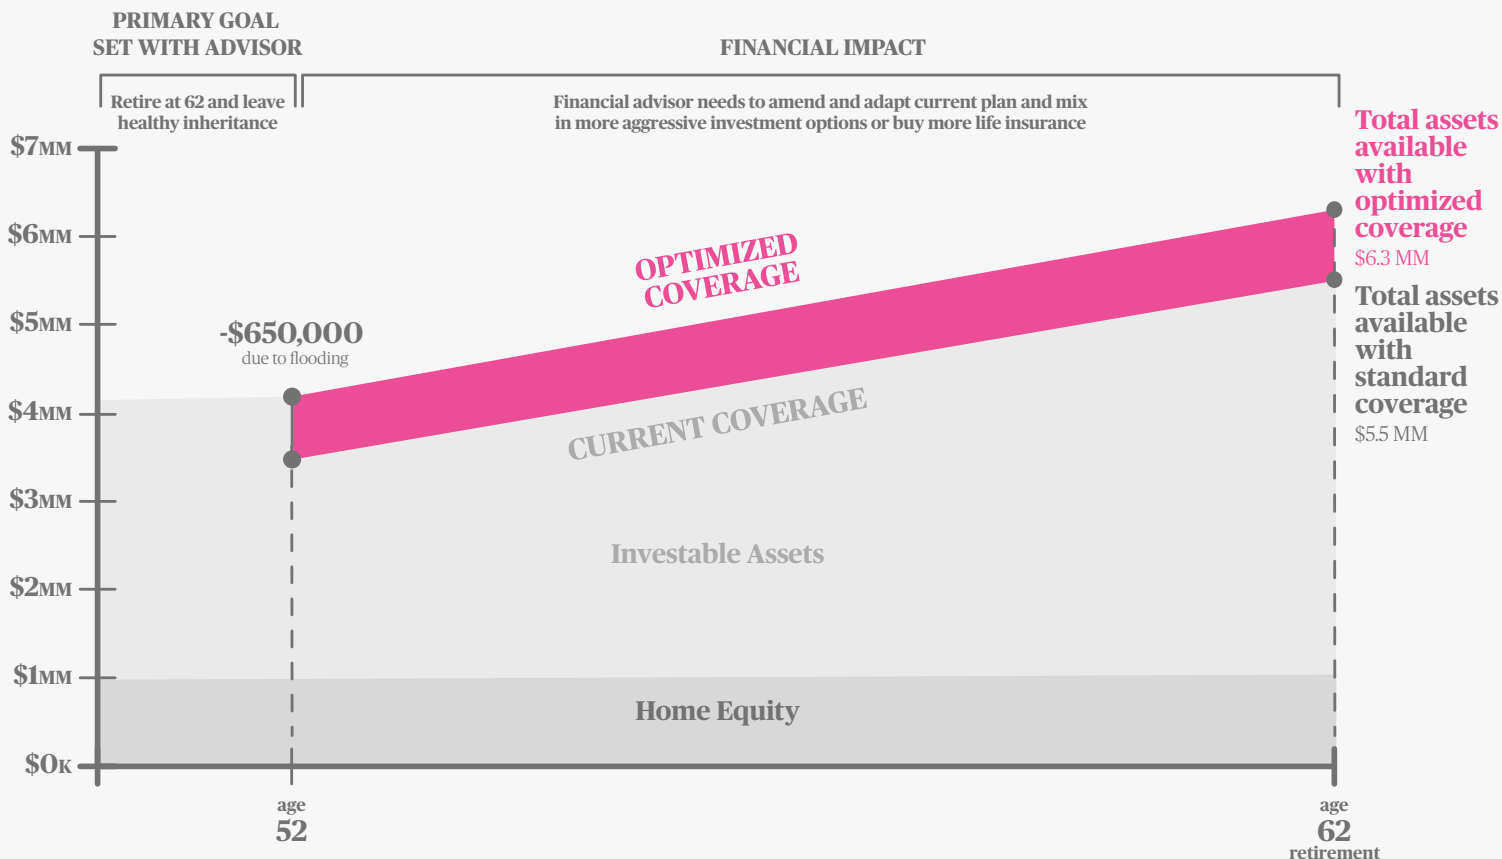 PRIMARY GOAL
SET WITH ADVISOR
FINANCIAL IMPACT
Retire at 62 and leave
healthy inheritance
Financial advisor needs to amend and adapt current plan and mix
in more aggressive investment options or buy more life insurance
$7MM
$6MM
$5MM
$4MM
$3MM
$2MM
$1MM
$0K
-$650,000
due to flooding
OPTIMIZED
COVERAGE
CURRENT COVERAGE
Investable Assets
Home Equity
Total assets
available
with
optimized
coverage
$6.3 MM
Total assets
available
with
standard
coverage
$5.5 MM
age
52
age
62
retirement